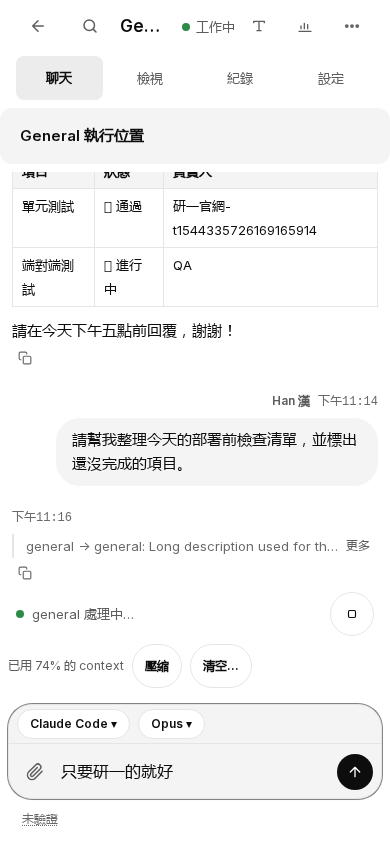 Ge...
工作中
聊天
檢視
紀錄
設定
General 執行位置
項目 狀態 負責人
單元測試 通過 研一官網-
t1544335726169165914
端對端測 進行 QA
試 中
請在今天下午五點前回覆，謝謝！
Han 漢 下午11:14
請幫我整理今天的部署前檢查清單，並標出
還沒完成的項目。
下午11:16
general → general: Long description used for th... 更多
general 處理中...
已用 74% 的 context 壓縮 清空...
Claude Code ▾ Opus ▾
只要研一的就好
未驗證